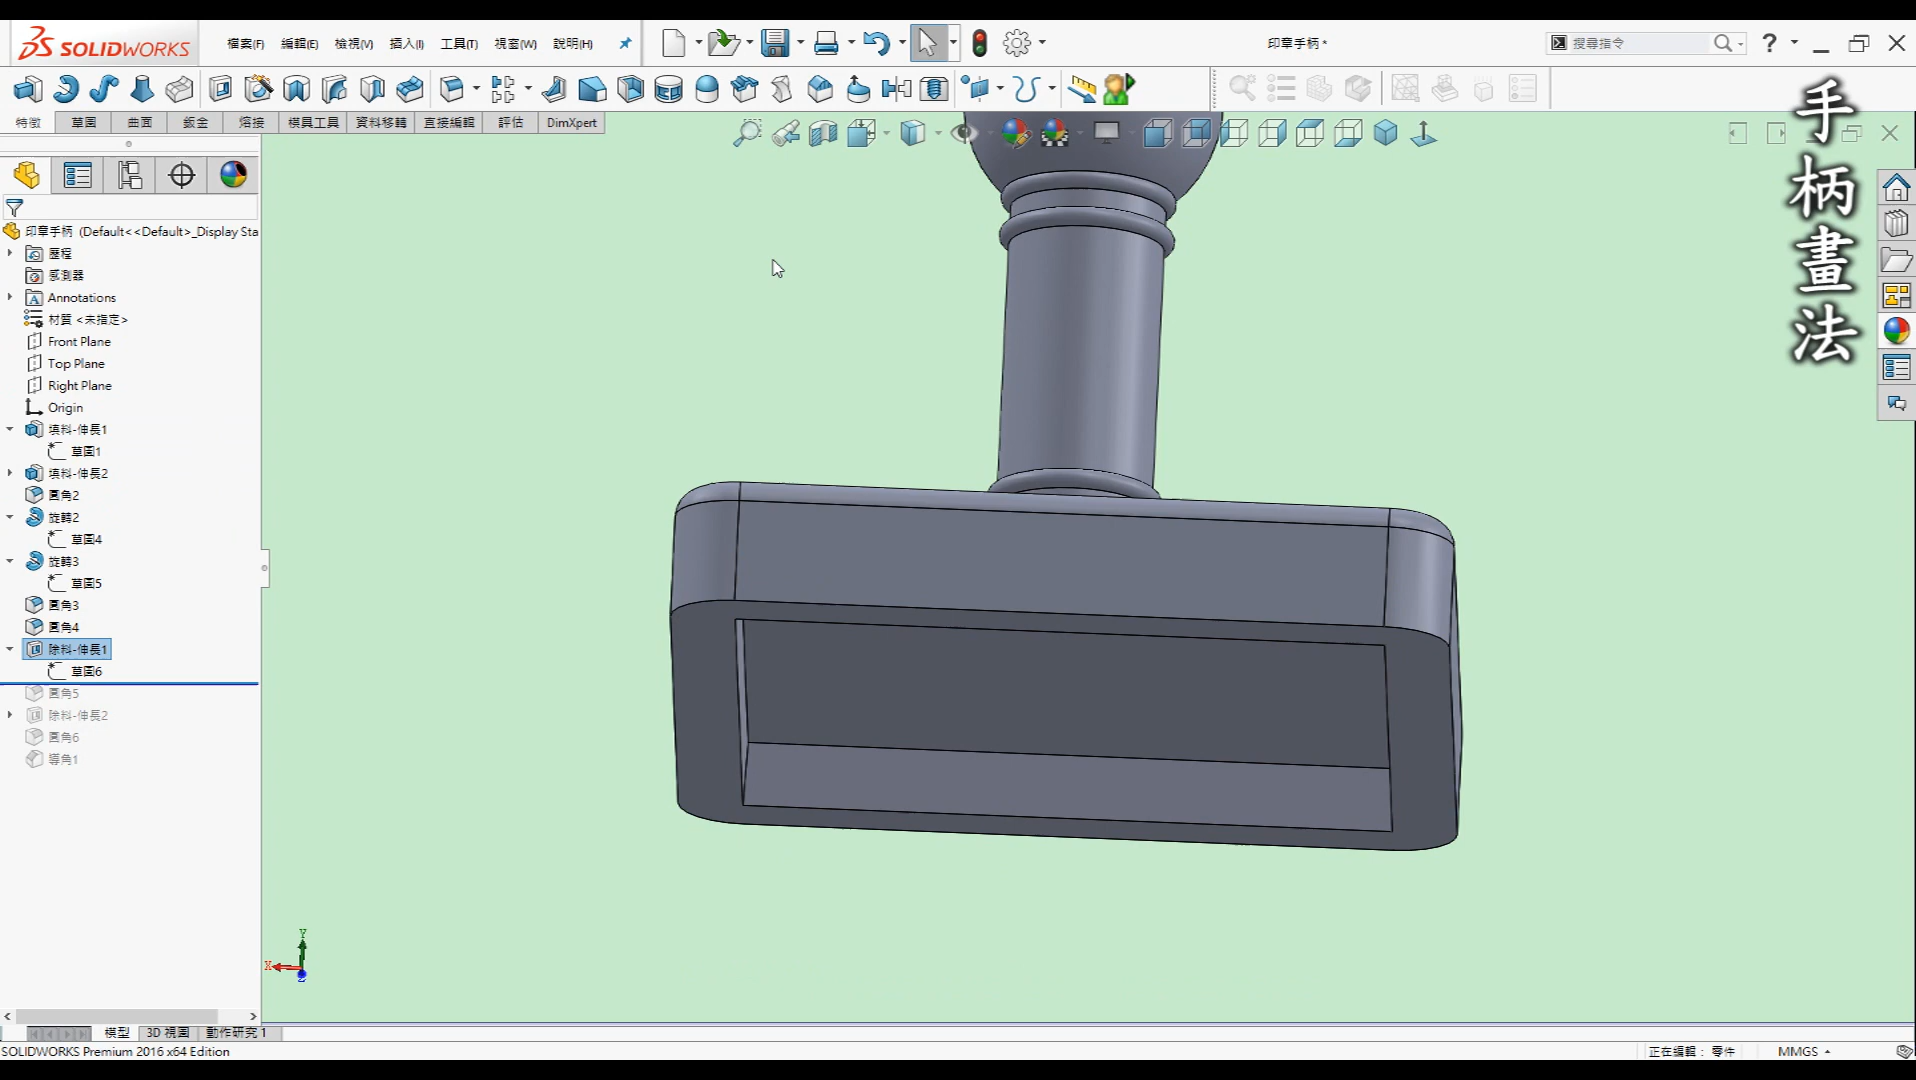 SOLIDWORKS
檔案(F) 編輯(E) 檢視(V) 插入(I) 工具(T) 視窗(W) 說明(H)
印章手柄 *
搜尋指令
?
特徵 草圖 曲面 鈑金 熔接 模具工具 資料移轉 直接編輯 評估 DimXpert
手
柄
畫
法
印章手柄 (Default<<Default>_Display Sta
歷程
感測器
Annotations
材質 <未指定>
Front Plane
Top Plane
Right Plane
Origin
填料-伸長1
草圖1
填料-伸長2
圓角2
旋轉2
草圖4
旋轉3
草圖5
圓角3
圓角4
除料-伸長1
草圖6
圓角5
除料-伸長2
圓角6
導角1
Y
X
Z
模型 3D 視圖 動作研究 1
SOLIDWORKS Premium 2016 x64 Edition
正在編輯： 零件
MMGS